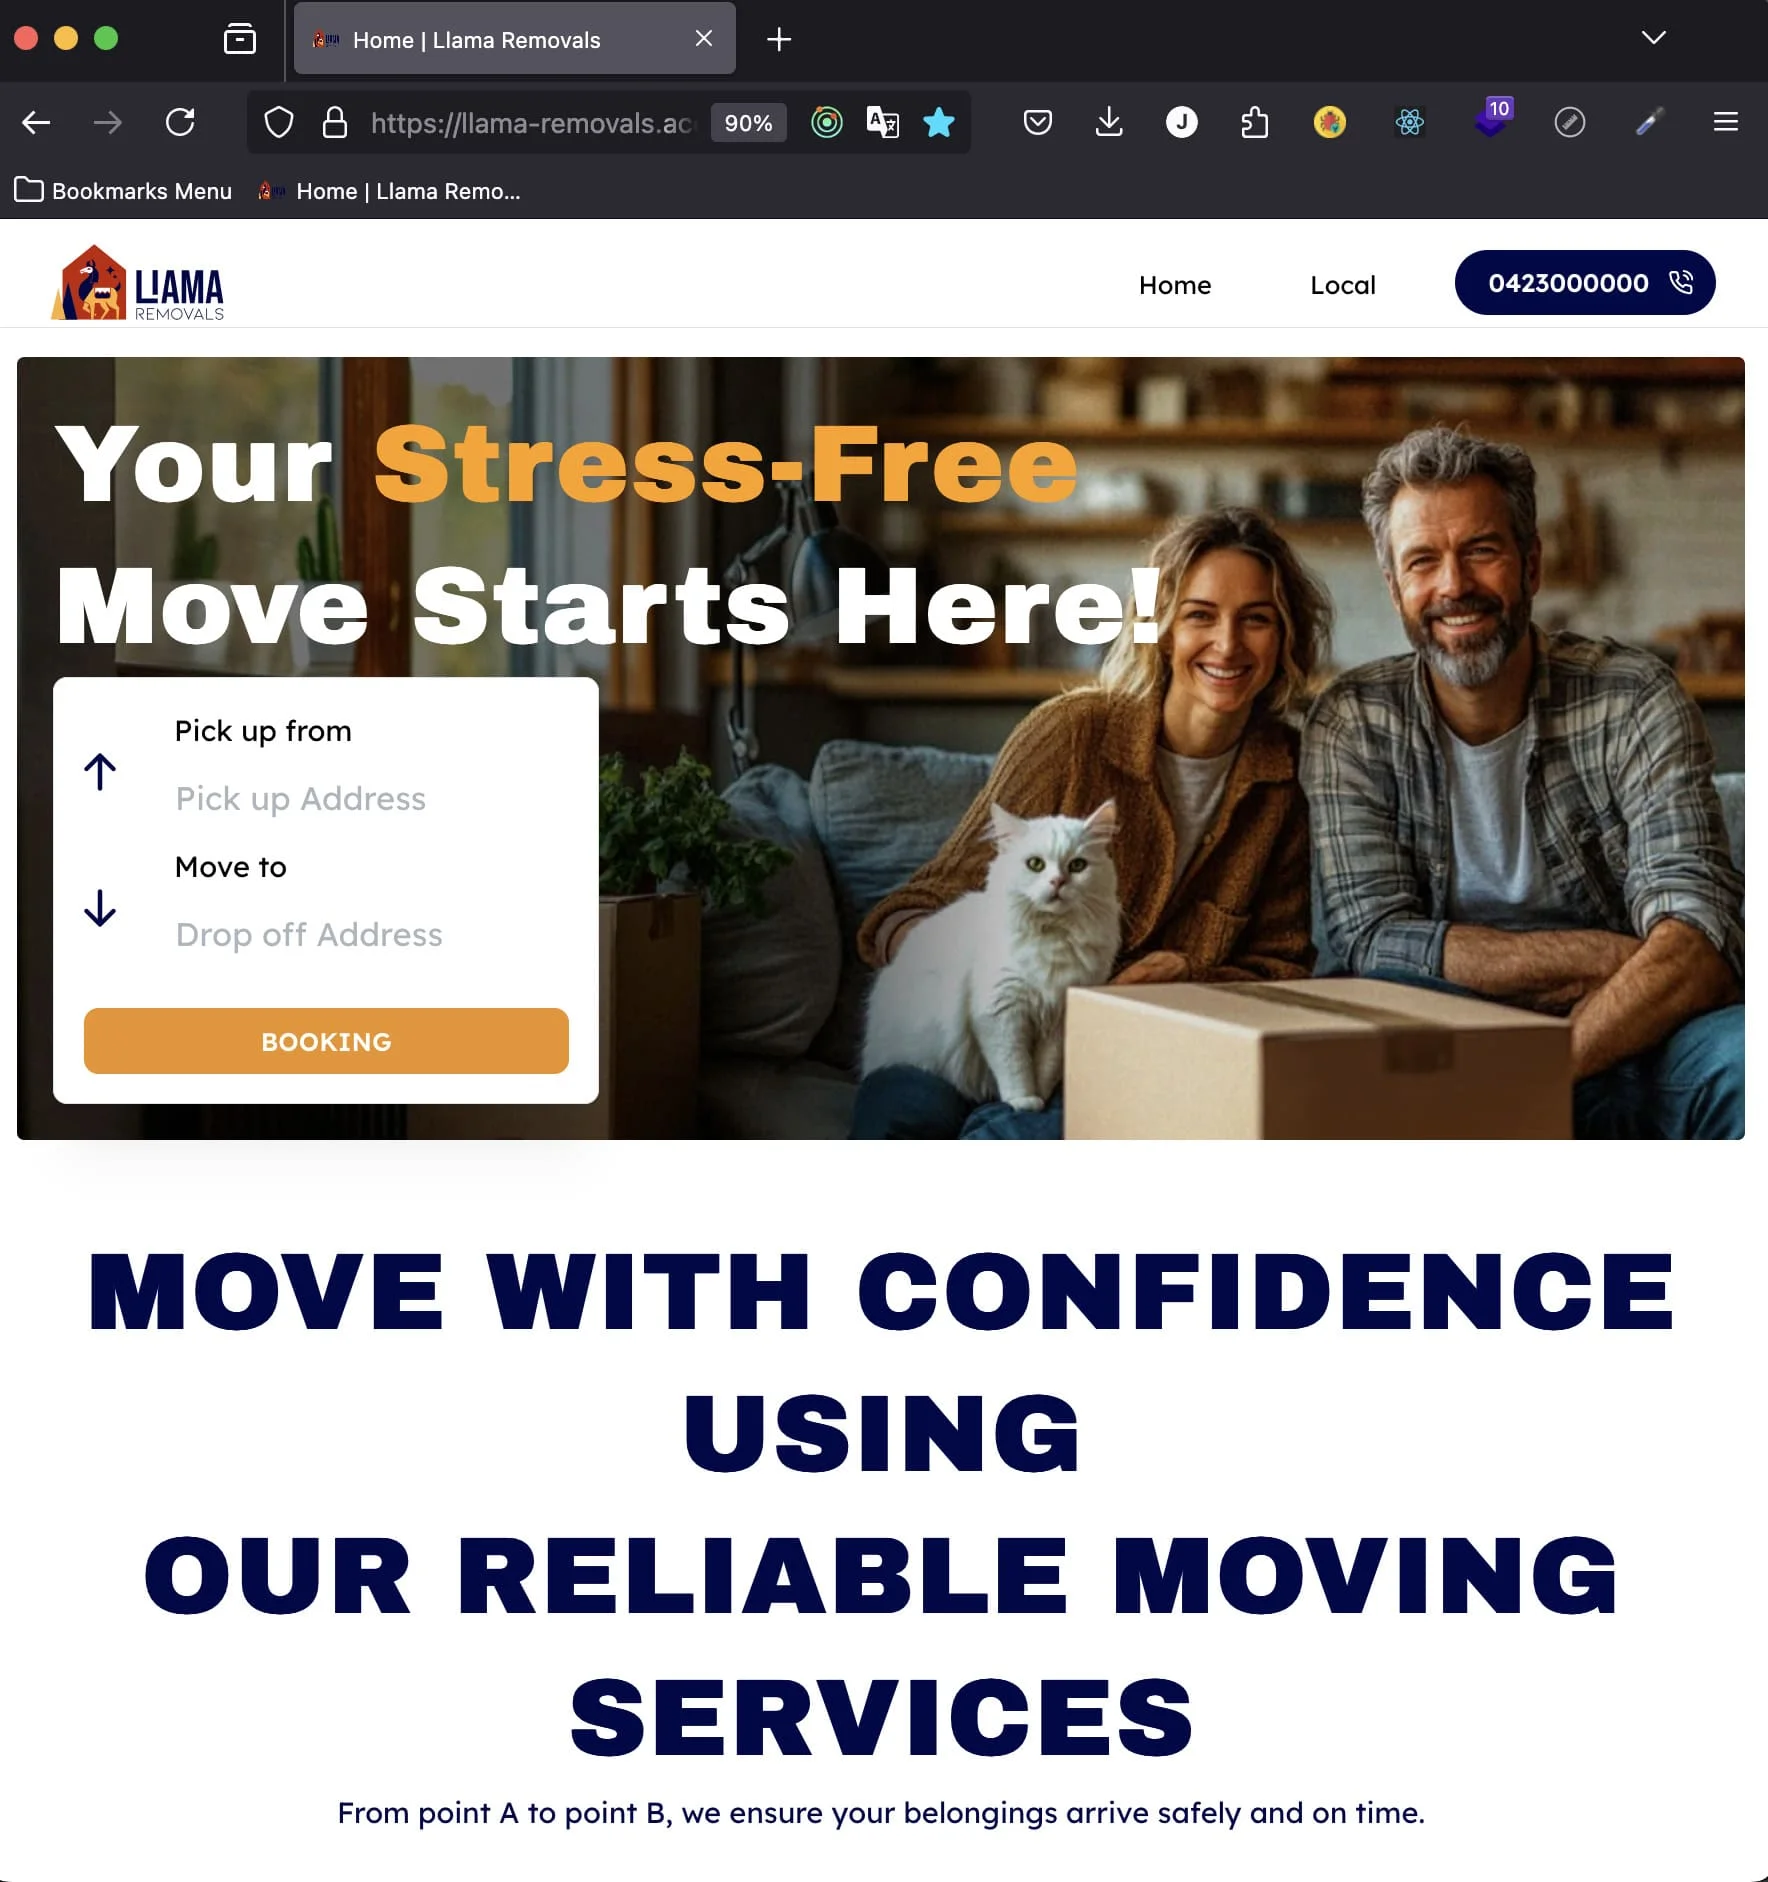 Home | Llama Removals
https://llama-removals.ac
90%
J
10
Bookmarks Menu
Home | Llama Remo...
LLAMA
REMOVALS
Home
Local
0423000000
Your Stress-Free
Move Starts Here!
Pick up from
Pick up Address
Move to
Drop off Address
BOOKING
MOVE WITH CONFIDENCE
USING
OUR RELIABLE MOVING
SERVICES
From point A to point B, we ensure your belongings arrive safely and on time.